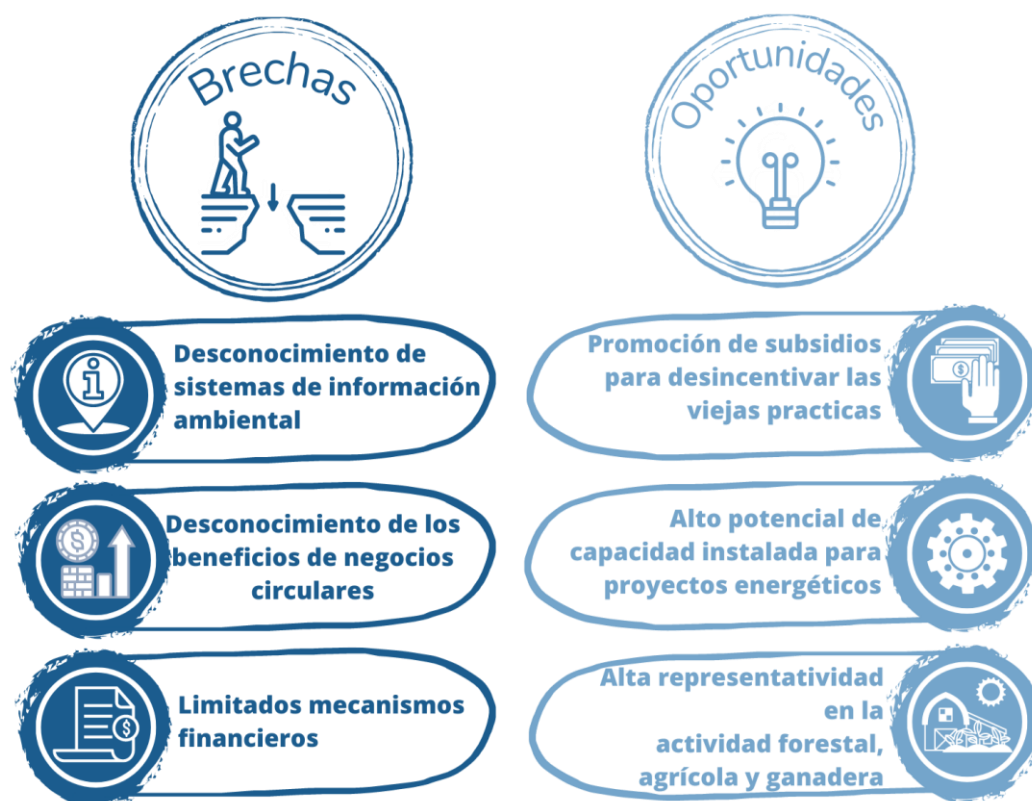 Brechas
Desconocimiento de
sistemas de información
ambiental
Desconocimiento de los
beneficios de negocios
circulares
Limitados mecanismos
financieros
Oportunidades
Promoción de subsidios
para desincentivar las
viejas practicas
Alto potencial de
capacidad instalada para
proyectos energéticos
Alta representatividad
en la
actividad forestal,
agrícola y ganadera